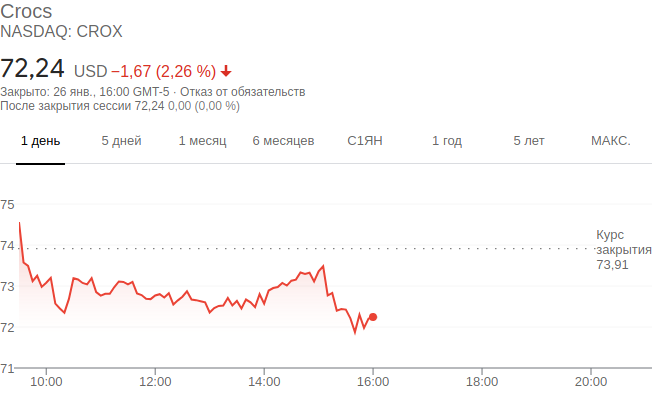 Crocs
NASDAQ: CROX
72,24 USD −1,67 (2,26 %)
Закрыто: 26 янв., 16:00 GMT-5 · Отказ от обязательств
После закрытия сессии 72,24 0,00 (0,00 %)
1 день 5 дней 1 месяц 6 месяцев С1ЯН 1 год 5 лет МАКС.
75
74
73
72
71
Курс
закрытия
73,91
10:00 12:00 14:00 16:00 18:00 20:00